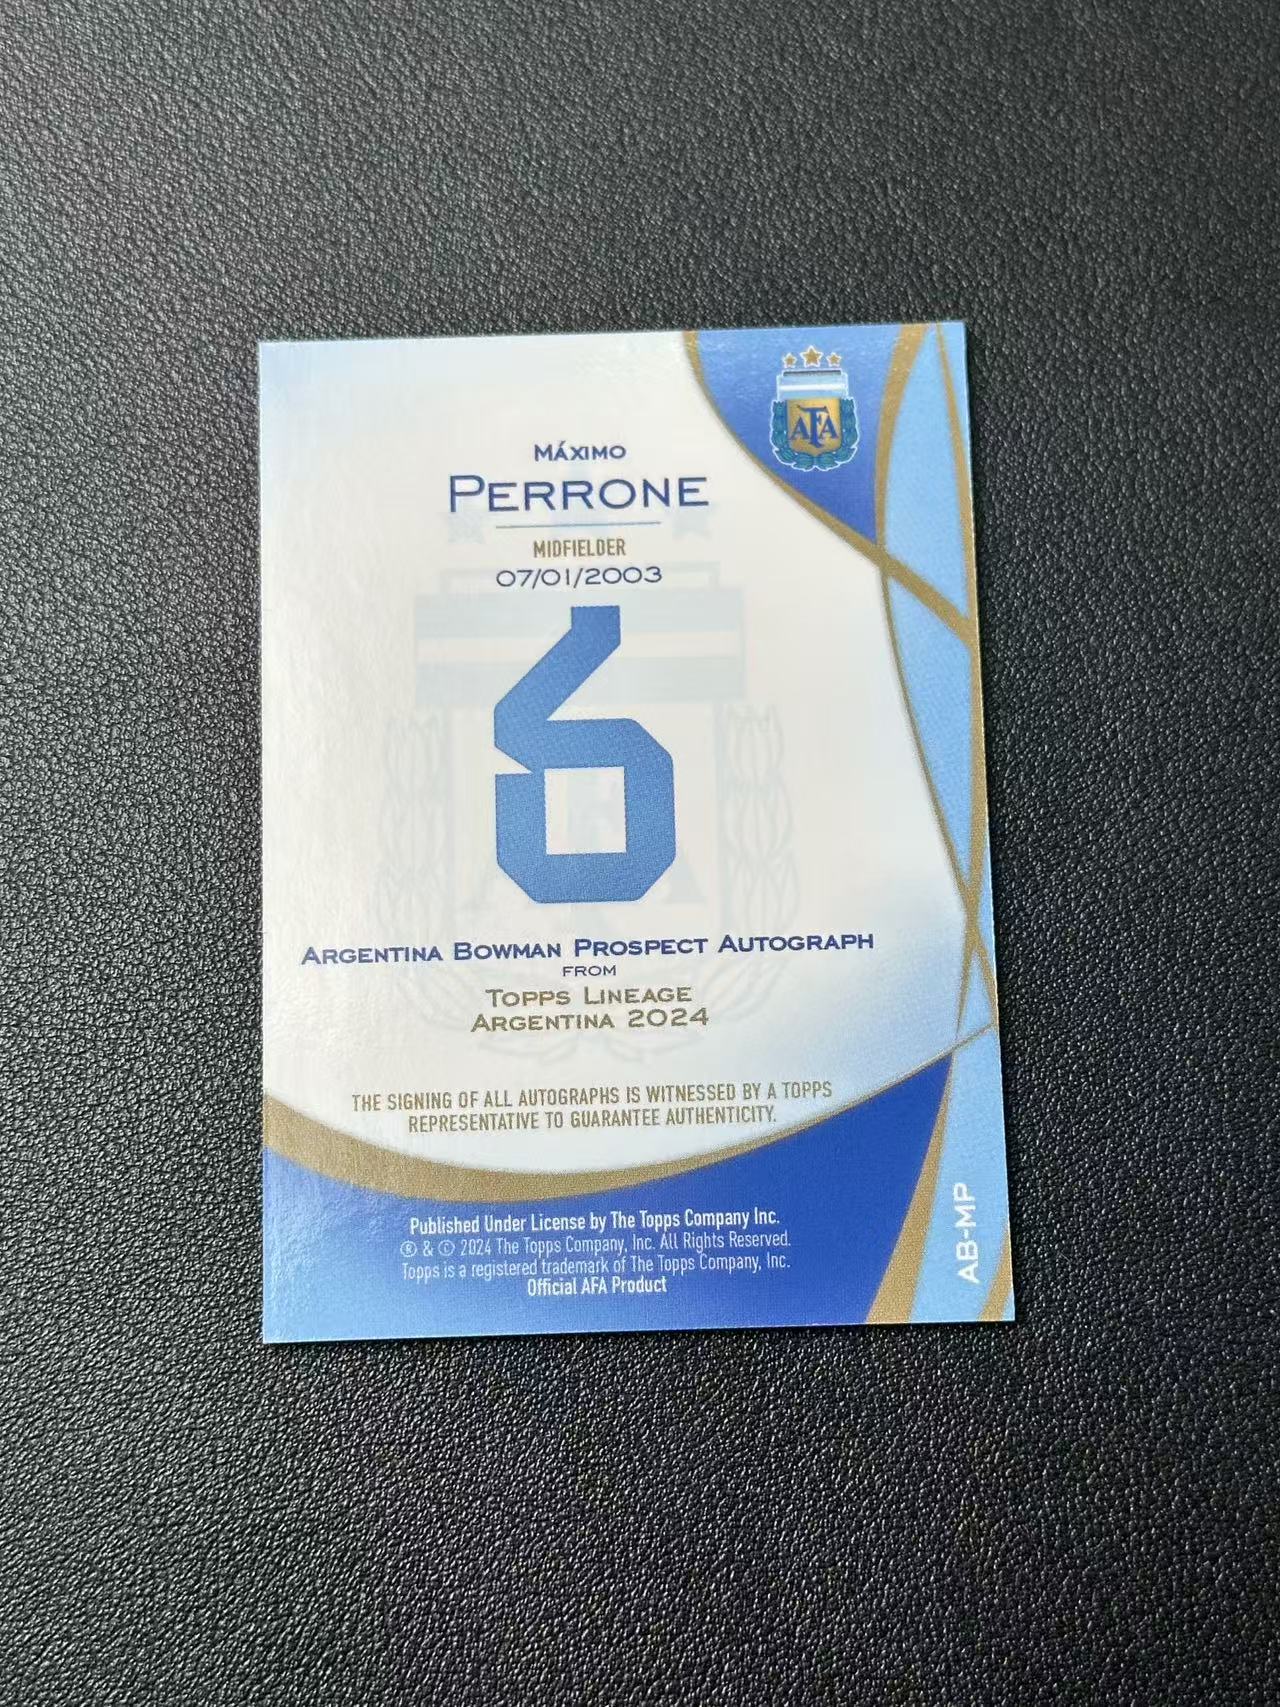 AFA
MÁXIMO
PERRONE
MIDFIELDER
07/01/2003
6
ARGENTINA BOWMAN PROSPECT AUTOGRAPH
FROM
TOPPS LINEAGE
ARGENTINA 2024
THE SIGNING OF ALL AUTOGRAPHS IS WITNESSED BY A TOPPS
REPRESENTATIVE TO GUARANTEE AUTHENTICITY.
Published Under License by The Topps Company Inc.
® & © 2024 The Topps Company, Inc. All Rights Reserved.
Topps is a registered trademark of The Topps Company, Inc.
Official AFA Product
AB-MP